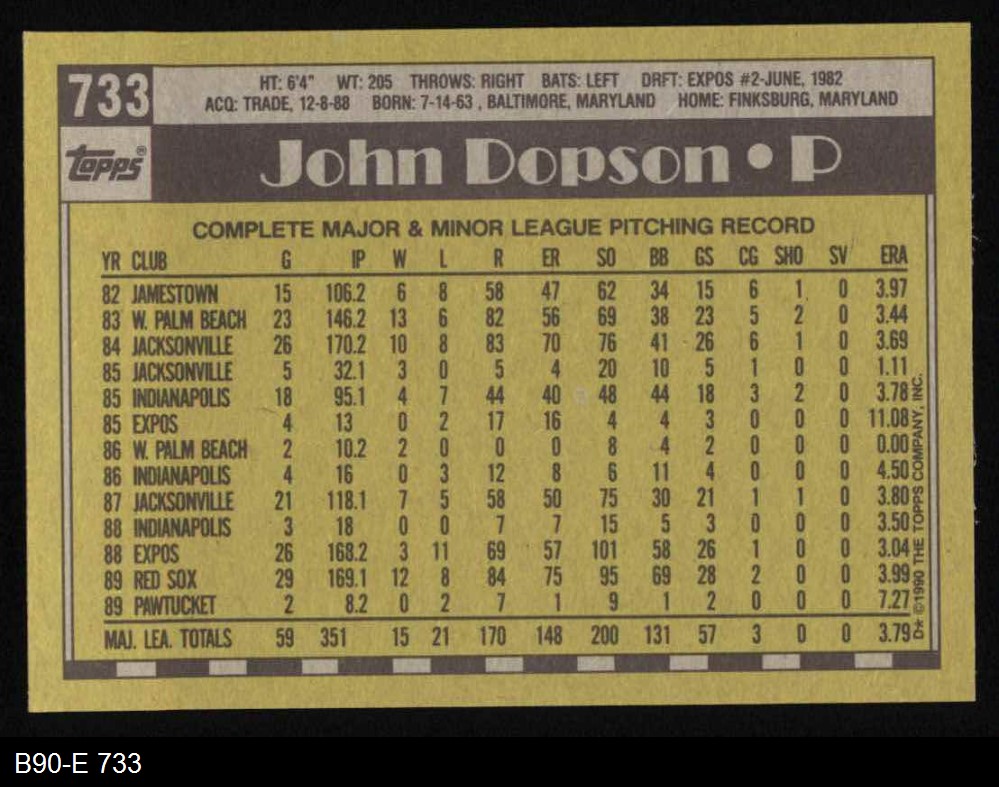 733
HT: 6'4" WT: 205 THROWS: RIGHT BATS: LEFT DRFT: EXPOS #2-JUNE, 1982
ACQ: TRADE, 12-8-88 BORN: 7-14-63 , BALTIMORE, MARYLAND HOME: FINKSBURG, MARYLAND
topps®
John Dopson • P
COMPLETE MAJOR & MINOR LEAGUE PITCHING RECORD
YR CLUB G IP W L R ER SO BB GS CG SHO SV ERA
82 JAMESTOWN 15 106.2 6 8 58 47 62 34 15 6 1 0 3.97
83 W. PALM BEACH 23 146.2 13 6 82 56 69 38 23 5 2 0 3.44
84 JACKSONVILLE 26 170.2 10 8 83 70 76 41 26 6 1 0 3.69
85 JACKSONVILLE 5 32.1 3 0 5 4 20 10 5 1 0 0 1.11
85 INDIANAPOLIS 18 95.1 4 7 44 40 48 44 18 3 2 0 3.78
85 EXPOS 4 13 0 2 17 16 4 4 3 0 0 0 11.08
86 W. PALM BEACH 2 10.2 2 0 0 0 8 4 2 0 0 0 0.00
86 INDIANAPOLIS 4 16 0 3 12 8 6 11 4 0 0 0 4.50
87 JACKSONVILLE 21 118.1 7 5 58 50 75 30 21 1 1 0 3.80
88 INDIANAPOLIS 3 18 0 0 7 7 15 5 3 0 0 0 3.50
88 EXPOS 26 168.2 3 11 69 57 101 58 26 1 0 0 3.04
89 RED SOX 29 169.1 12 8 84 75 95 69 28 2 0 0 3.99
89 PAWTUCKET 2 8.2 0 2 7 1 9 1 2 0 0 0 7.27
MAJ. LEA. TOTALS 59 351 15 21 170 148 200 131 57 3 0 0 3.79
D* ©1990 THE TOPPS COMPANY, INC.
B90-E 733